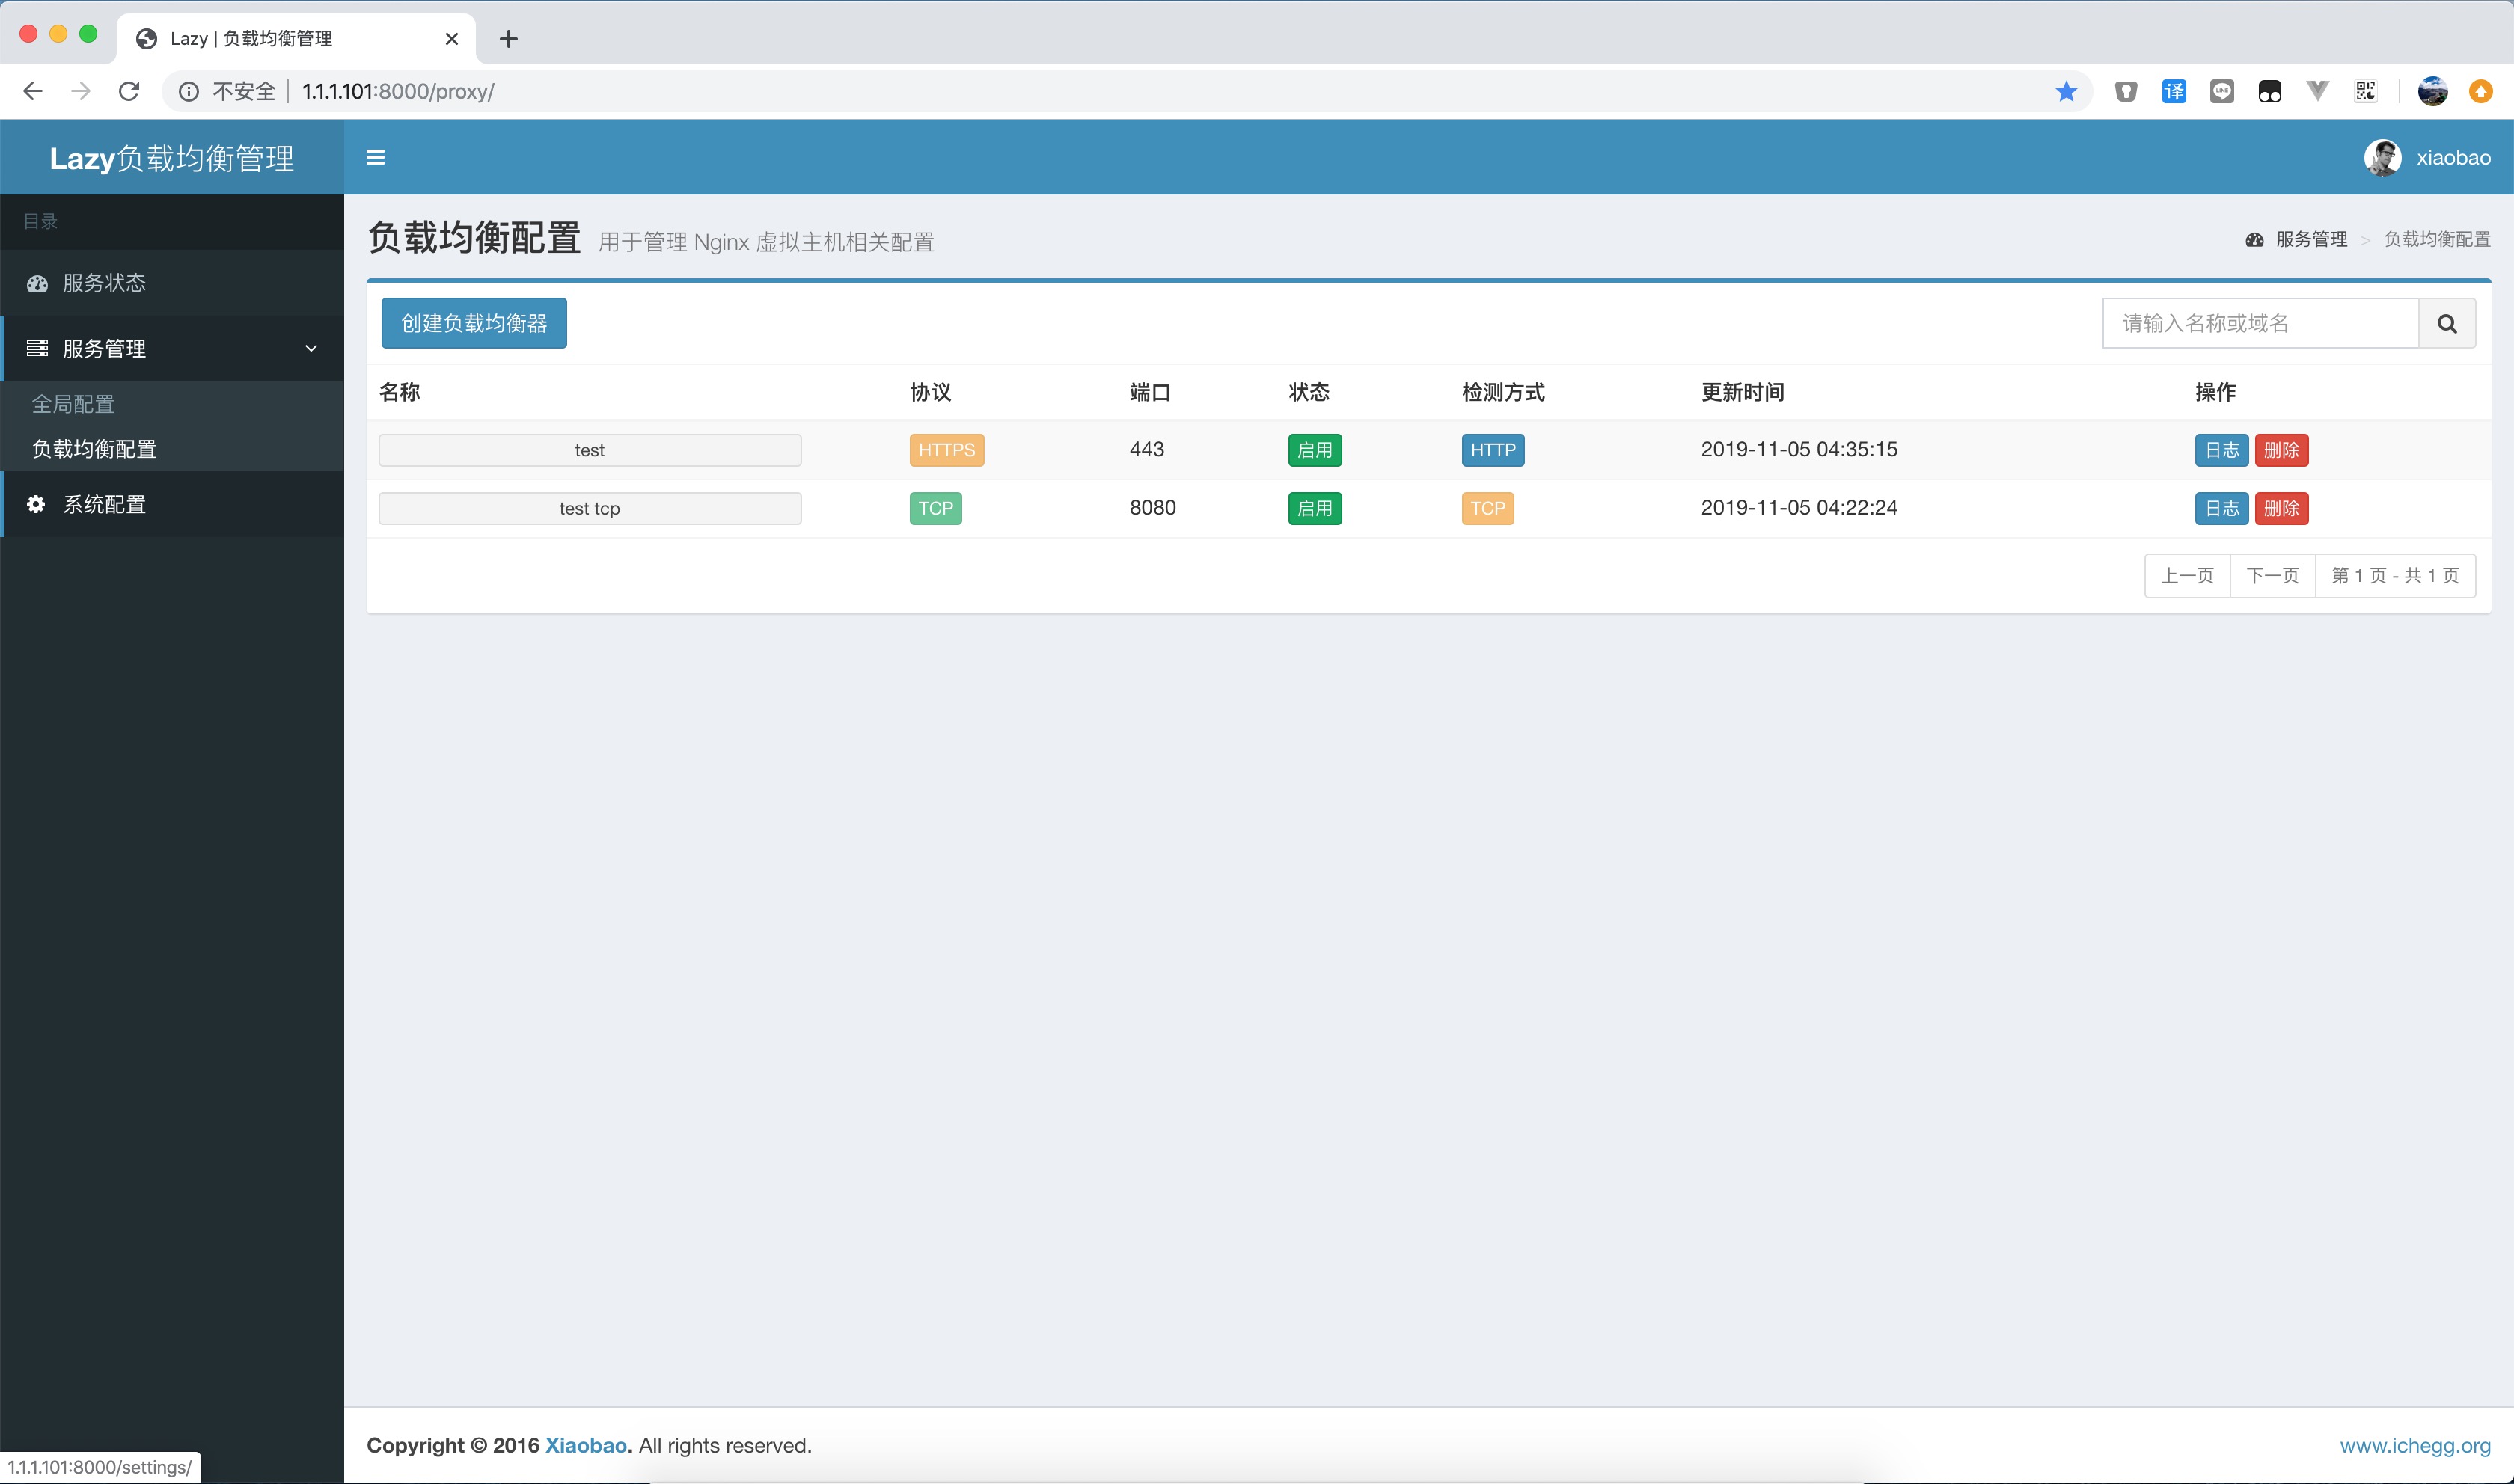 Lazy | 负载均衡管理
不安全 1.1.1.101:8000/proxy/
译
LINE
Lazy负载均衡管理
xiaobao
目录
服务状态
服务管理
全局配置
负载均衡配置
系统配置
负载均衡配置 用于管理 Nginx 虚拟主机相关配置
服务管理 > 负载均衡配置
创建负载均衡器
请输入名称或域名
名称 协议 端口 状态 检测方式 更新时间 操作
test HTTPS 443 启用 HTTP 2019-11-05 04:35:15 日志 删除
test tcp TCP 8080 启用 TCP 2019-11-05 04:22:24 日志 删除
上一页 下一页 第 1 页 - 共 1 页
Copyright © 2016 Xiaobao. All rights reserved.
www.ichegg.org
1.1.1.101:8000/settings/